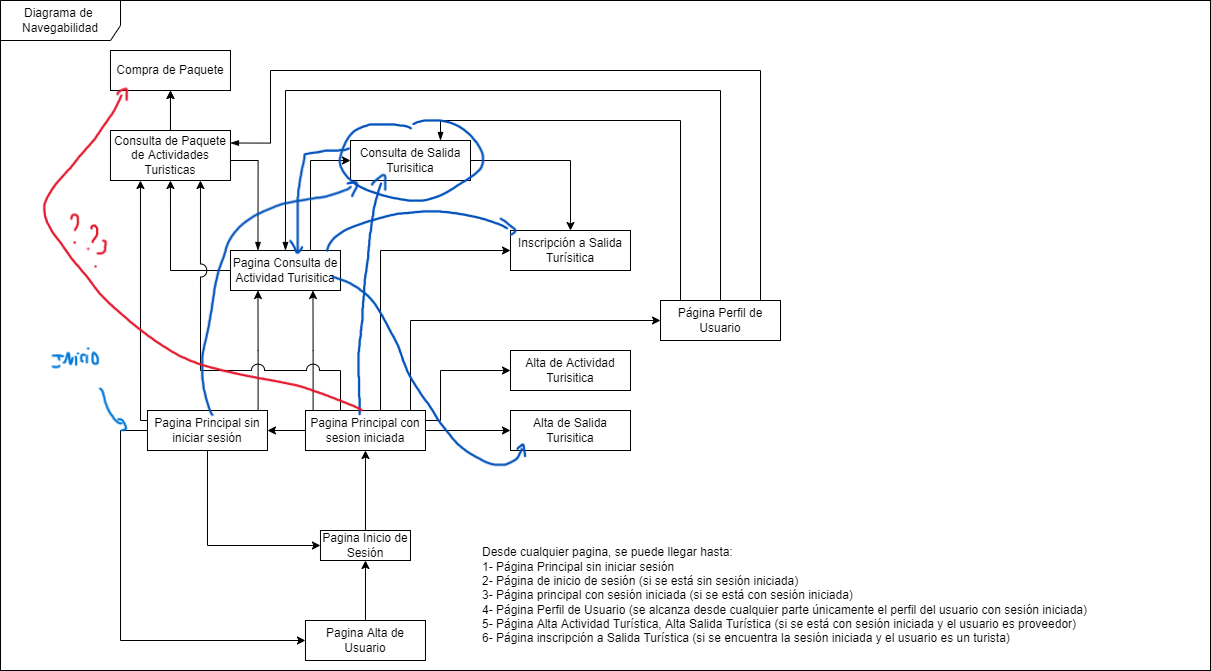 Diagrama de
Navegabilidad
Compra de Paquete
Consulta de Paquete
de Actividades
Turisticas
Consulta de Salida
Turisitica
Inscripción a Salida
Turísitica
Pagina Consulta de
Actividad Turisitica
? ? ?
Página Perfil de
Usuario
INICIO
Alta de Actividad
Turisitica
Pagina Principal sin
iniciar sesión
Pagina Principal con
sesion iniciada
Alta de Salida
Turisitica
Pagina Inicio de
Sesión
Pagina Alta de
Usuario
Desde cualquier pagina, se puede llegar hasta:
1- Página Principal sin iniciar sesión
2- Página de inicio de sesión (si se está sin sesión iniciada)
3- Página principal con sesión iniciada (si se está con sesión iniciada)
4- Página Perfil de Usuario (se alcanza desde cualquier parte únicamente el perfil del usuario con sesión iniciada)
5- Página Alta Actividad Turística, Alta Salida Turística (si se está con sesión iniciada y el usuario es proveedor)
6- Página inscripción a Salida Turística (si se encuentra la sesión iniciada y el usuario es un turista)